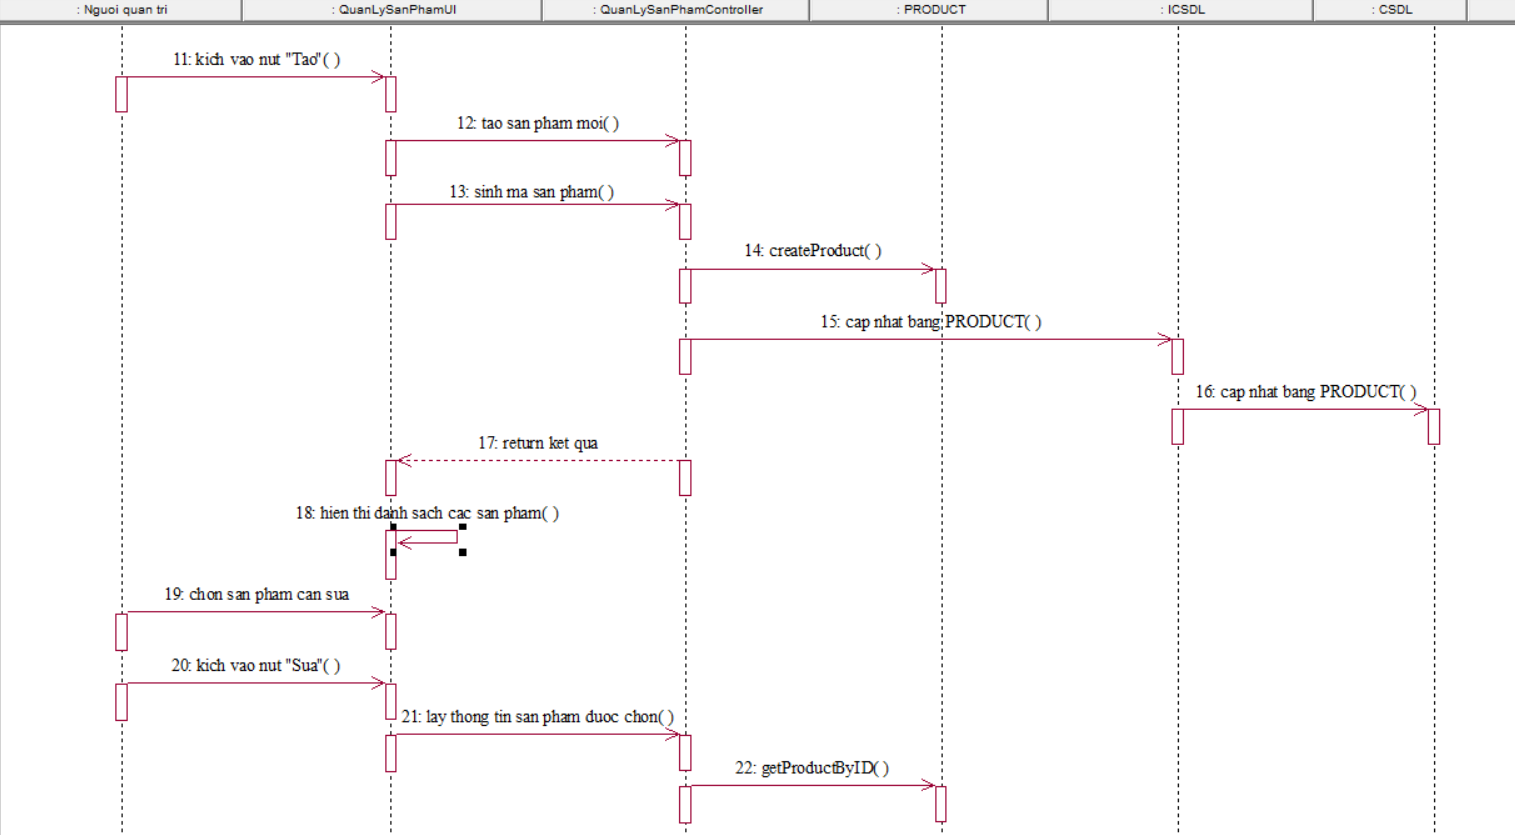 : Nguoi quan tri
: QuanLySanPhamUI
: QuanLySanPhamController
: PRODUCT
: ICSDL
: CSDL
11: kich vao nut "Tao"( )
12: tao san pham moi( )
13: sinh ma san pham( )
14: createProduct( )
15: cap nhat bang PRODUCT( )
16: cap nhat bang PRODUCT( )
17: return ket qua
18: hien thi danh sach cac san pham( )
19: chon san pham can sua
20: kich vao nut "Sua"( )
21: lay thong tin san pham duoc chon( )
22: getProductByID( )